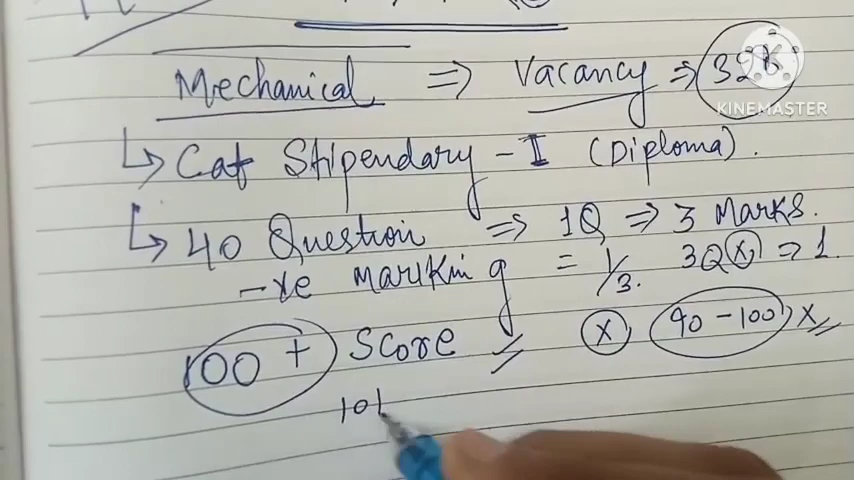 Mechanical => Vacancy =>
KINEMASTER
↳ Cat Stipendary - I (Diploma).
↳ 40 Question => 1Q => 3 Marks.
-ve Marking = 1/3. 3Q (x) => 1.
100 + Score (x) 90 - 100 x
101